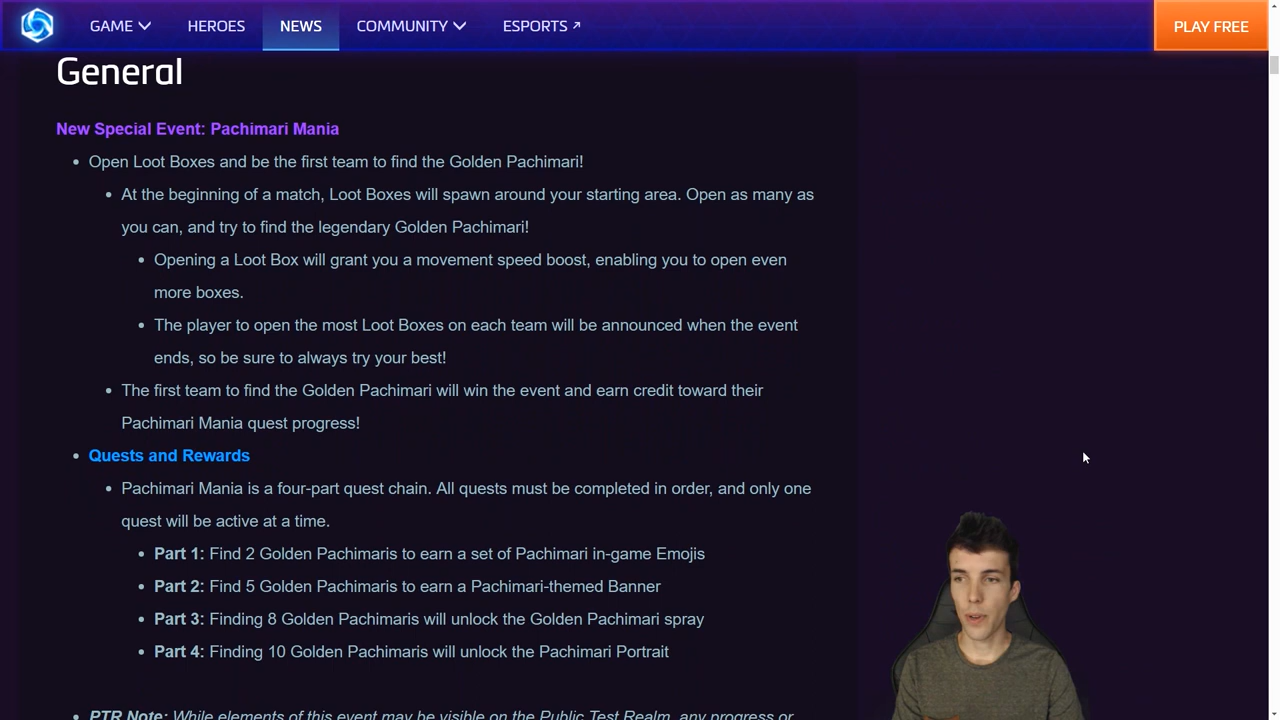 GAME HEROES NEWS COMMUNITY ESPORTS ↗ PLAY FREE
General
New Special Event: Pachimari Mania
• Open Loot Boxes and be the first team to find the Golden Pachimari!
• At the beginning of a match, Loot Boxes will spawn around your starting area. Open as many as
you can, and try to find the legendary Golden Pachimari!
• Opening a Loot Box will grant you a movement speed boost, enabling you to open even
more boxes.
• The player to open the most Loot Boxes on each team will be announced when the event
ends, so be sure to always try your best!
• The first team to find the Golden Pachimari will win the event and earn credit toward their
Pachimari Mania quest progress!
• Quests and Rewards
• Pachimari Mania is a four-part quest chain. All quests must be completed in order, and only one
quest will be active at a time.
• Part 1: Find 2 Golden Pachimaris to earn a set of Pachimari in-game Emojis
• Part 2: Find 5 Golden Pachimaris to earn a Pachimari-themed Banner
• Part 3: Finding 8 Golden Pachimaris will unlock the Golden Pachimari spray
• Part 4: Finding 10 Golden Pachimaris will unlock the Pachimari Portrait
• PTR Note: While elements of this event may be visible on the Public Test Realm, any progress or